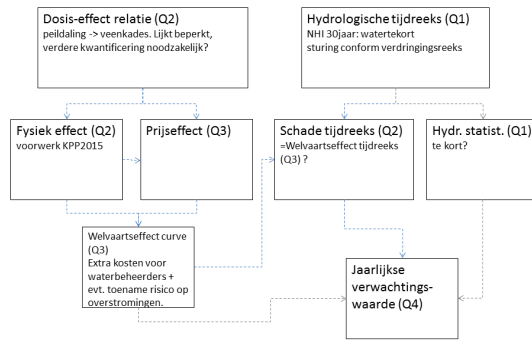 Dosis-effect relatie (Q2)
peildaling -> veenkades. Lijkt beperkt,
verdere kwantificering noodzakelijk?
Hydrologische tijdreeks (Q1)
NHI 30jaar: watertekort
sturing conform verdringingsreeks
Fysiek effect (Q2)
voorwerk KPP2015
Prijseffect (Q3)
Schade tijdreeks (Q2)
=Welvaartseffect tijdreeks
(Q3) ?
Hydr. statist. (Q1)
te kort?
Welvaartseffect curve
(Q3)
Extra kosten voor
waterbeheerders +
evt. toename risico op
overstromingen.
Jaarlijkse
verwachtings-
waarde (Q4)